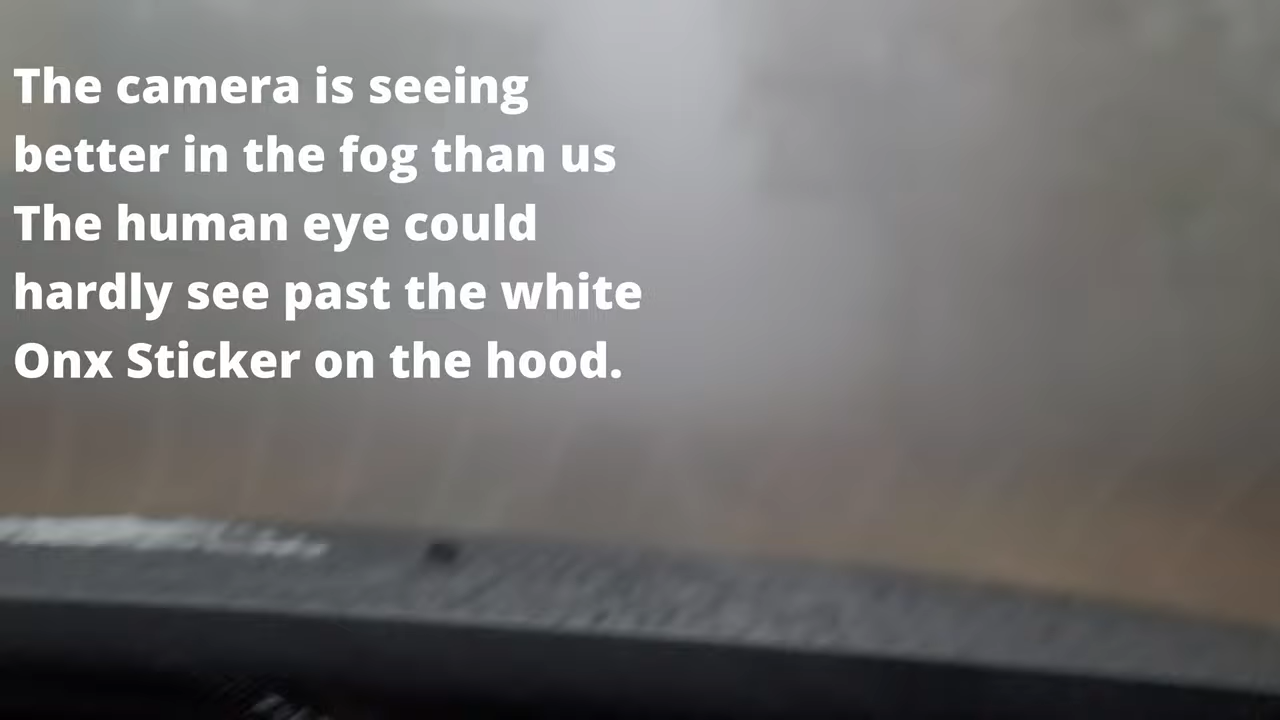 The camera is seeing
better in the fog than us
The human eye could
hardly see past the white
Onx Sticker on the hood.